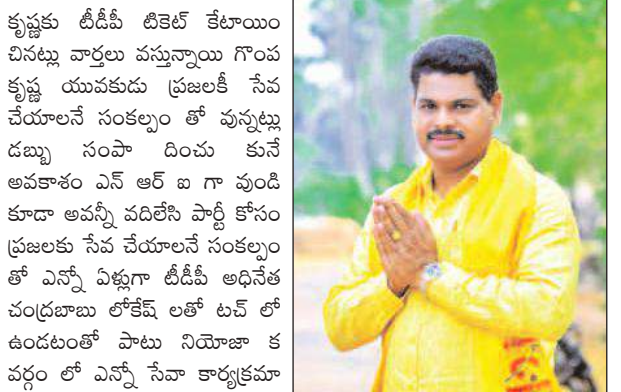 కృష్ణకు టీడీపీ టికెట్ కేటాయిం
చినట్లు వార్తలు వస్తున్నాయి గొంప
కృష్ణ యువకుడు ప్రజలకీ సేవ
చేయాలనే సంకల్పం తో వున్నట్లు
డబ్బు సంపా దించు కునే
అవకాశం ఎన్ ఆర్ ఐ గా వుండి
కూడా అవన్నీ వదిలేసి పార్టీ కోసం
ప్రజలకు సేవ చేయాలనే సంకల్పం
తో ఎన్నో ఏళ్లుగా టీడీపీ అధినేత
చంద్రబాబు లోకేష్ లతో టచ్ లో
ఉండటంతో పాటు నియోజా క
వర్గం లో ఎన్నో సేవా కార్యక్రమా